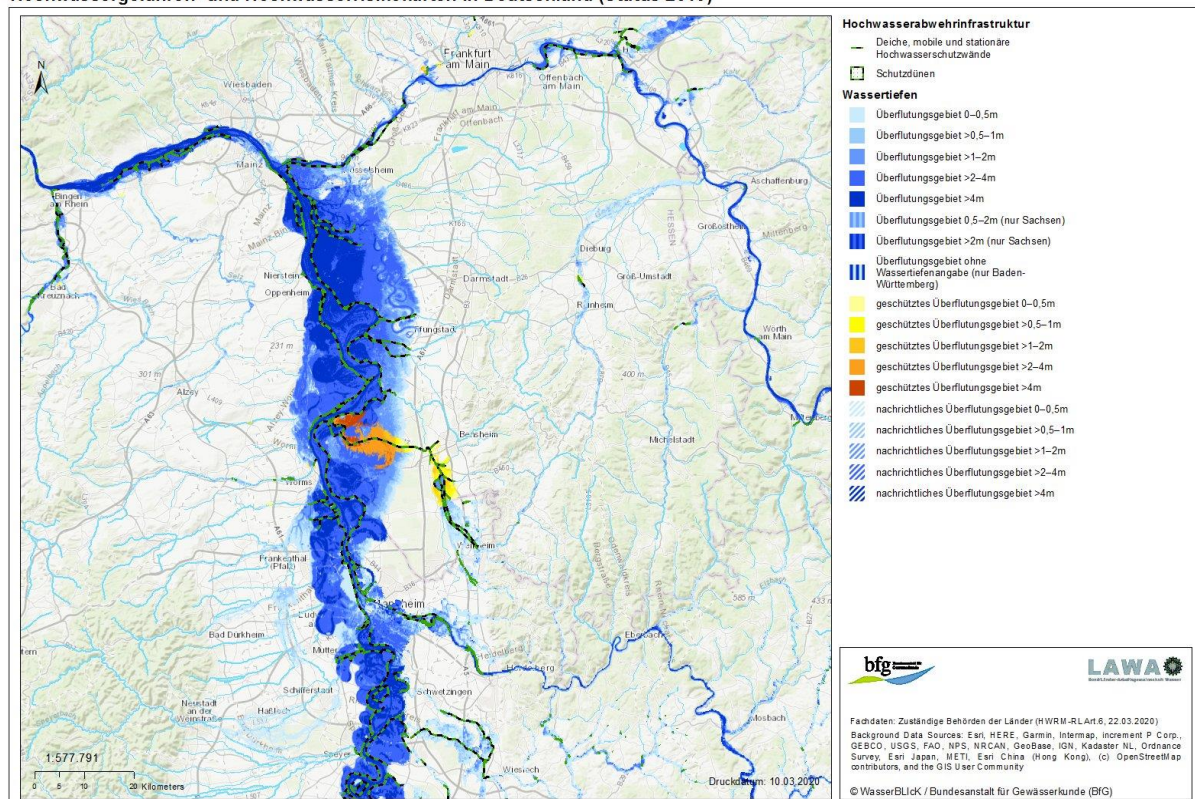 Hochwasserabwehrinfrastruktur
Deiche, mobile und stationäre
Hochwasserschutzwände
Schutzdünen
Wassertiefen
Überflutungsgebiet 0–0,5m
Überflutungsgebiet >0,5–1m
Überflutungsgebiet >1–2m
Überflutungsgebiet >2–4m
Überflutungsgebiet >4m
Überflutungsgebiet 0,5–2m (nur Sachsen)
Überflutungsgebiet >2m (nur Sachsen)
Überflutungsgebiet ohne
Wassertiefenangabe (nur Baden-
Württemberg)
geschütztes Überflutungsgebiet 0–0,5m
geschütztes Überflutungsgebiet >0,5–1m
geschütztes Überflutungsgebiet >1–2m
geschütztes Überflutungsgebiet >2–4m
geschütztes Überflutungsgebiet >4m
nachrichtliches Überflutungsgebiet 0–0,5m
nachrichtliches Überflutungsgebiet >0,5–1m
nachrichtliches Überflutungsgebiet >1–2m
nachrichtliches Überflutungsgebiet >2–4m
nachrichtliches Überflutungsgebiet >4m
N
Frankfurt
am Main
Wiesbaden
Offenbach
am Main
Mainz
Bingen
am Rhein
Aschaffenburg
Großostheim
HESSEN
Dieburg
Groß-Umstadt
Darmstadt
Nierstein
Oppenheim
Bad
Kreuznach
Wörth
am Main
231 m
301 m
400 m
Alzey
Bensheim
Michelstadt
Worms
Frankenthal
(Pfalz)
585 m
433 m
Bad Dürkheim
Eberbach
Heidelberg
Schifferstadt
Schwetzingen
Neustadt
an der
Weinstraße
Haßloch
Mosbach
Speyer
Wiesloch
1:577.791
0 5 10 20 Kilometers
Druckdatum: 10.03.2020
bfg
LAWA
Fachdaten: Zuständige Behörden der Länder (HWRM-RL Art.6, 22.03.2020)
Background Data Sources: Esri, HERE, Garmin, Intermap, increment P Corp.,
GEBCO, USGS, FAO, NPS, NRCAN, GeoBase, IGN, Kadaster NL, Ordnance
Survey, Esri Japan, METI, Esri China (Hong Kong), (c) OpenStreetMap
contributors, and the GIS User Community
© WasserBLIcK / Bundesanstalt für Gewässerkunde (BfG)